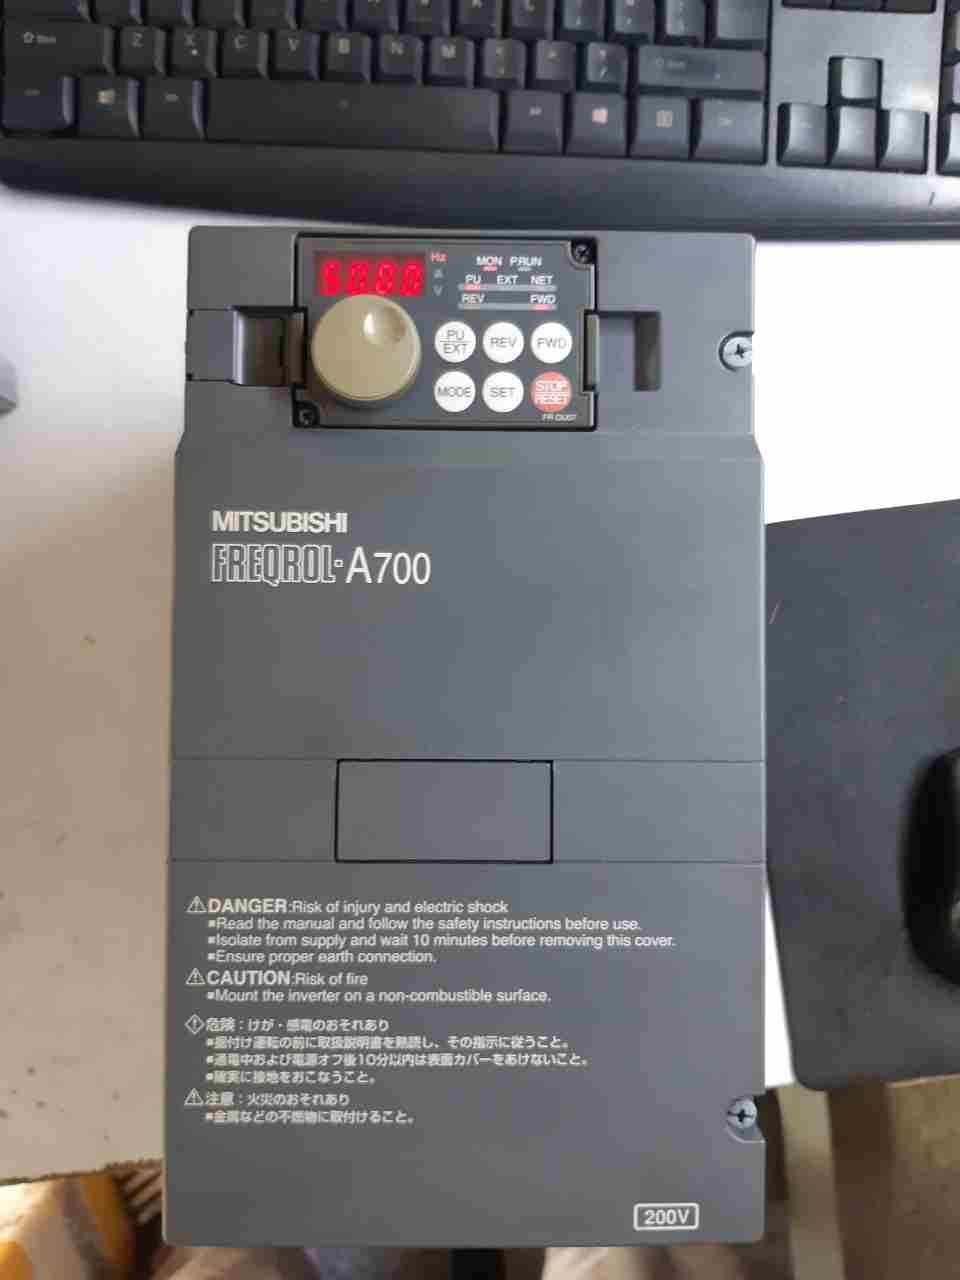 Shift Z X C V B N M Shift
50.00
Hz
A
V
MON P.RUN
PU EXT NET
REV FWD
PU
EXT
REV
FWD
MODE
SET
STOP
RESET
FR-DU07
MITSUBISHI
FREQROL-A700
⚠DANGER:Risk of injury and electric shock
■Read the manual and follow the safety instructions before use.
■Isolate from supply and wait 10 minutes before removing this cover.
■Ensure proper earth connection.
⚠CAUTION:Risk of fire
■Mount the inverter on a non-combustible surface.
危険：けが・感電のおそれあり
■据付け運転の前に取扱説明書を熟読し、その指示に従うこと。
■通電中および電源オフ後10分以内は表面カバーをあけないこと。
■確実に接地をおこなうこと。
⚠注意：火災のおそれあり
■金属などの不燃物に取付けること。
200V